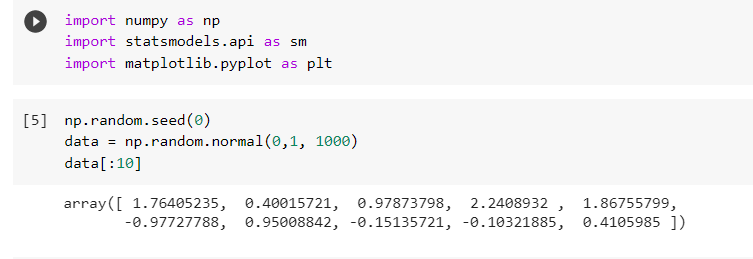 import numpy as np
import statsmodels.api as sm
import matplotlib.pyplot as plt
[5] np.random.seed(0)
data = np.random.normal(0,1, 1000)
data[:10]
array([ 1.76405235,  0.40015721,  0.97873798,  2.2408932 ,  1.86755799,
       -0.97727788,  0.95008842, -0.15135721, -0.10321885,  0.4105985 ])